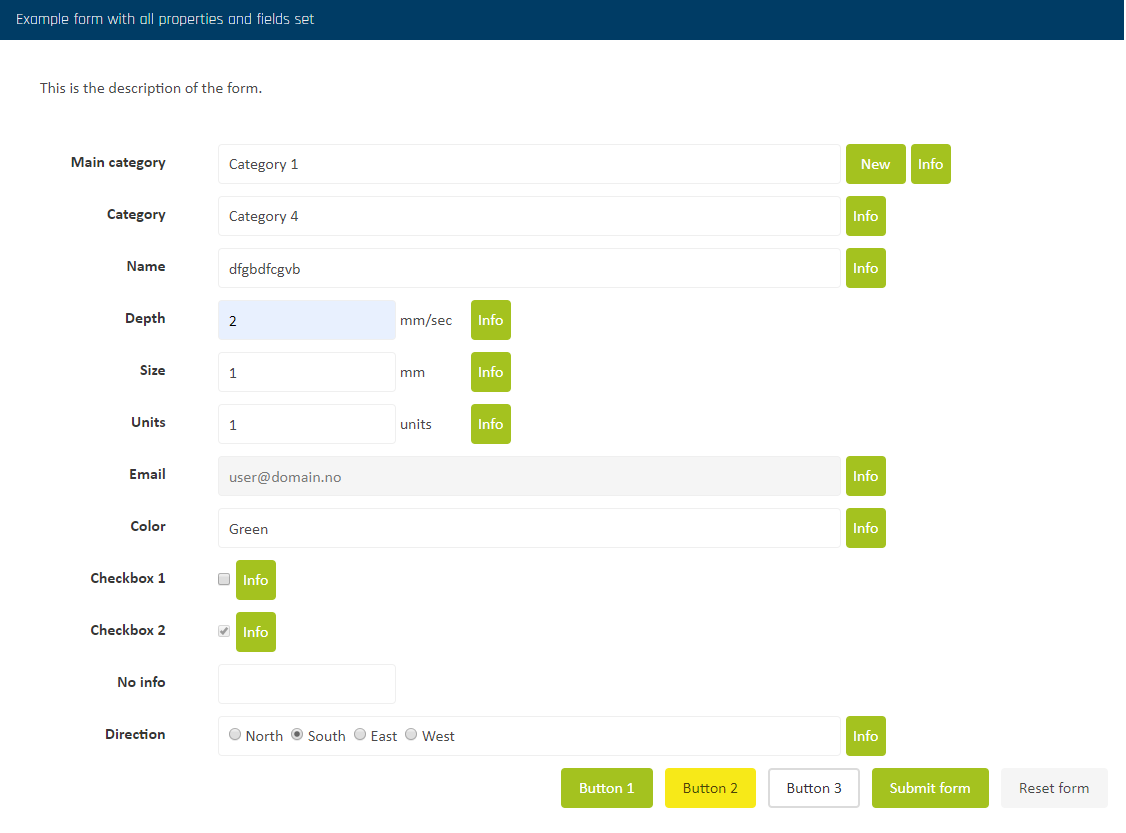 Example form with all properties and fields set
This is the description of the form.
Main category Category 1 New Info
Category Category 4 Info
Name dfgbdfcgvb Info
Depth 2 mm/sec Info
Size 1 mm Info
Units 1 units Info
Email user@domain.no Info
Color Green Info
Checkbox 1 Info
Checkbox 2 Info
No info
Direction North South East West Info
Button 1 Button 2 Button 3 Submit form Reset form